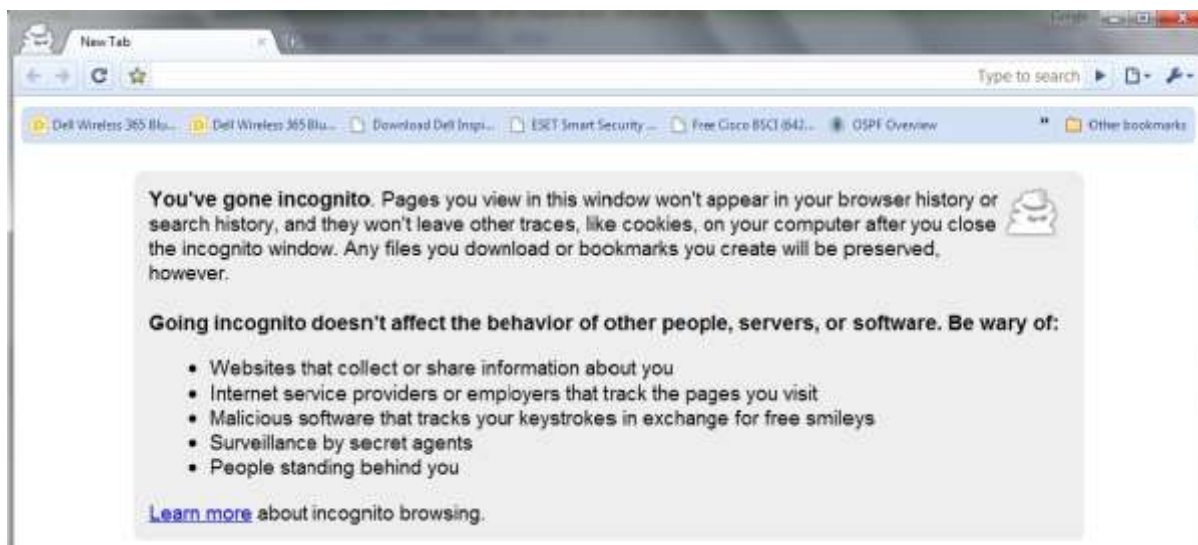 New Tab
Type to search
Dell Wireless 365 Blu... Dell Wireless 365 Blu... Download Dell Inspi... ESET Smart Security ... Free Cisco BSCI (642... OSPF Overview " Other bookmarks
You've gone incognito. Pages you view in this window won't appear in your browser history or
search history, and they won't leave other traces, like cookies, on your computer after you close
the incognito window. Any files you download or bookmarks you create will be preserved,
however.
Going incognito doesn't affect the behavior of other people, servers, or software. Be wary of:
• Websites that collect or share information about you
• Internet service providers or employers that track the pages you visit
• Malicious software that tracks your keystrokes in exchange for free smileys
• Surveillance by secret agents
• People standing behind you
Learn more about incognito browsing.